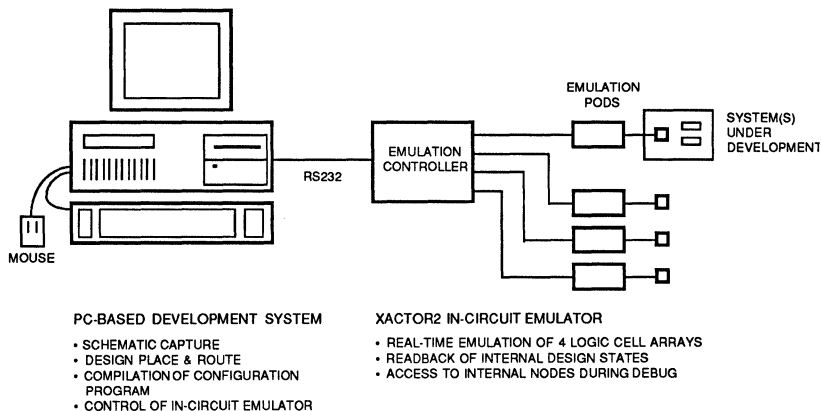 EMULATION
PODS
SYSTEM(S)
UNDER
DEVELOPMENT
EMULATION
CONTROLLER
RS232
MOUSE
PC-BASED DEVELOPMENT SYSTEM
• SCHEMATIC CAPTURE
• DESIGN PLACE & ROUTE
• COMPILATION OF CONFIGURATION
PROGRAM
• CONTROL OF IN-CIRCUIT EMULATOR
XACTOR2 IN-CIRCUIT EMULATOR
• REAL-TIME EMULATION OF 4 LOGIC CELL ARRAYS
• READBACK OF INTERNAL DESIGN STATES
• ACCESS TO INTERNAL NODES DURING DEBUG